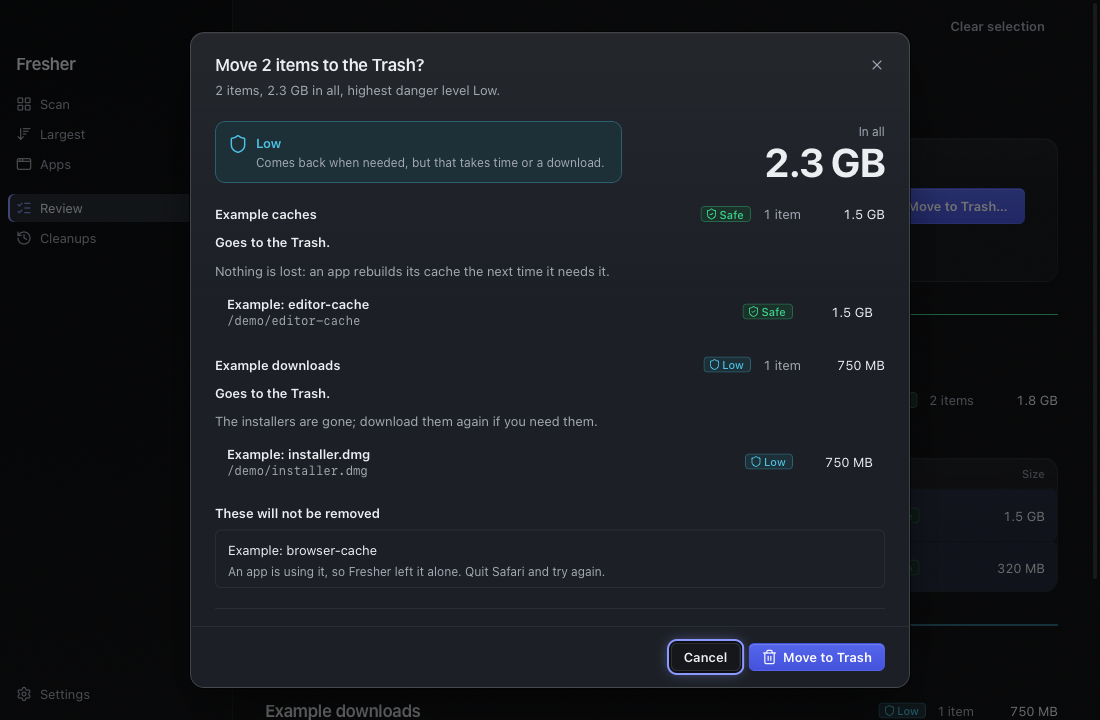 Clear selection
Fresher
Scan
Largest
Apps
Review
Cleanups
Settings
Move 2 items to the Trash?
2 items, 2.3 GB in all, highest danger level Low.
Low
Comes back when needed, but that takes time or a download.
In all
2.3 GB
Example caches Safe 1 item 1.5 GB
Goes to the Trash.
Nothing is lost: an app rebuilds its cache the next time it needs it.
Example: editor-cache
/demo/editor-cache
Safe 1.5 GB
Example downloads Low 1 item 750 MB
Goes to the Trash.
The installers are gone; download them again if you need them.
Example: installer.dmg
/demo/installer.dmg
Low 750 MB
These will not be removed
Example: browser-cache
An app is using it, so Fresher left it alone. Quit Safari and try again.
Cancel Move to Trash
Move to Trash...
2 items 1.8 GB
Size
1.5 GB
320 MB
Example downloads Low 1 item 750 MB